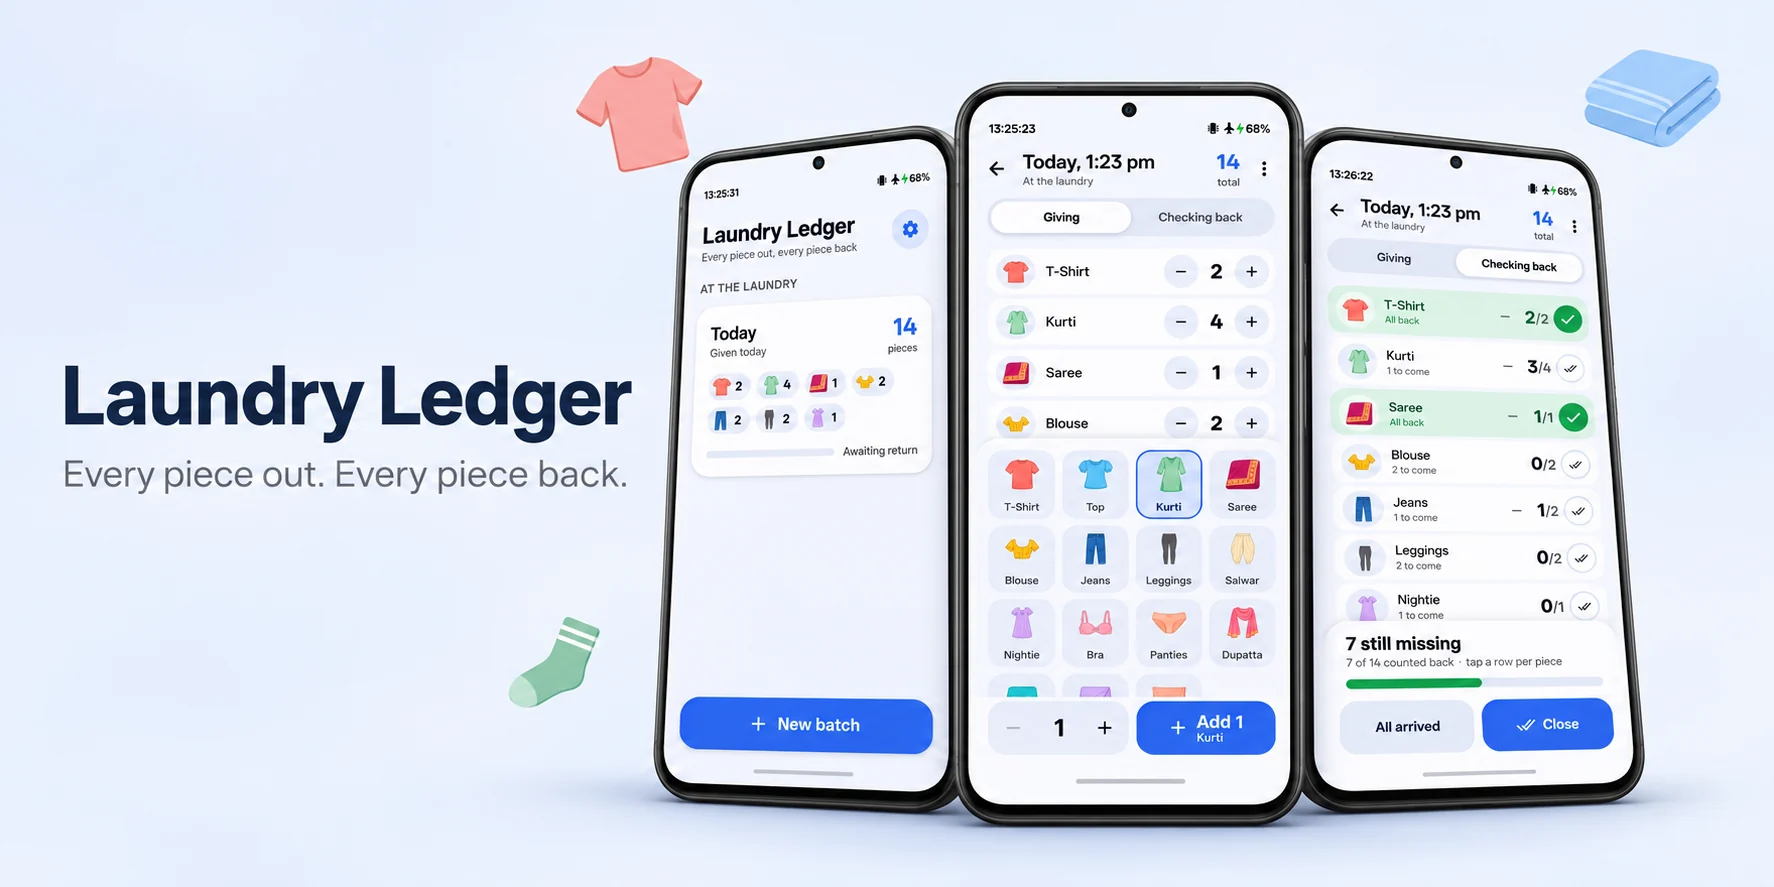 Laundry Ledger
Every piece out. Every piece back.
13:25:31
68%
Laundry Ledger
Every piece out, every piece back
AT THE LAUNDRY
Today
14
Given today
pieces
2
4
1
2
2
2
1
Awaiting return
+ New batch
13:25:23
68%
Today, 1:23 pm
14
At the laundry
total
Giving
Checking back
T-Shirt
− 2 +
Kurti
− 4 +
Saree
− 1 +
Blouse
− 2 +
T-Shirt
Top
Kurti
Saree
Blouse
Jeans
Leggings
Salwar
Nightie
Bra
Panties
Dupatta
− 1 +
+ Add 1
Kurti
13:26:22
68%
Today, 1:23 pm
14
At the laundry
total
Giving
Checking back
T-Shirt
All back
− 2/2
Kurti
1 to come
− 3/4
Saree
All back
− 1/1
Blouse
2 to come
0/2
Jeans
1 to come
− 1/2
Leggings
2 to come
0/2
Nightie
1 to come
0/1
7 still missing
7 of 14 counted back · tap a row per piece
All arrived
Close